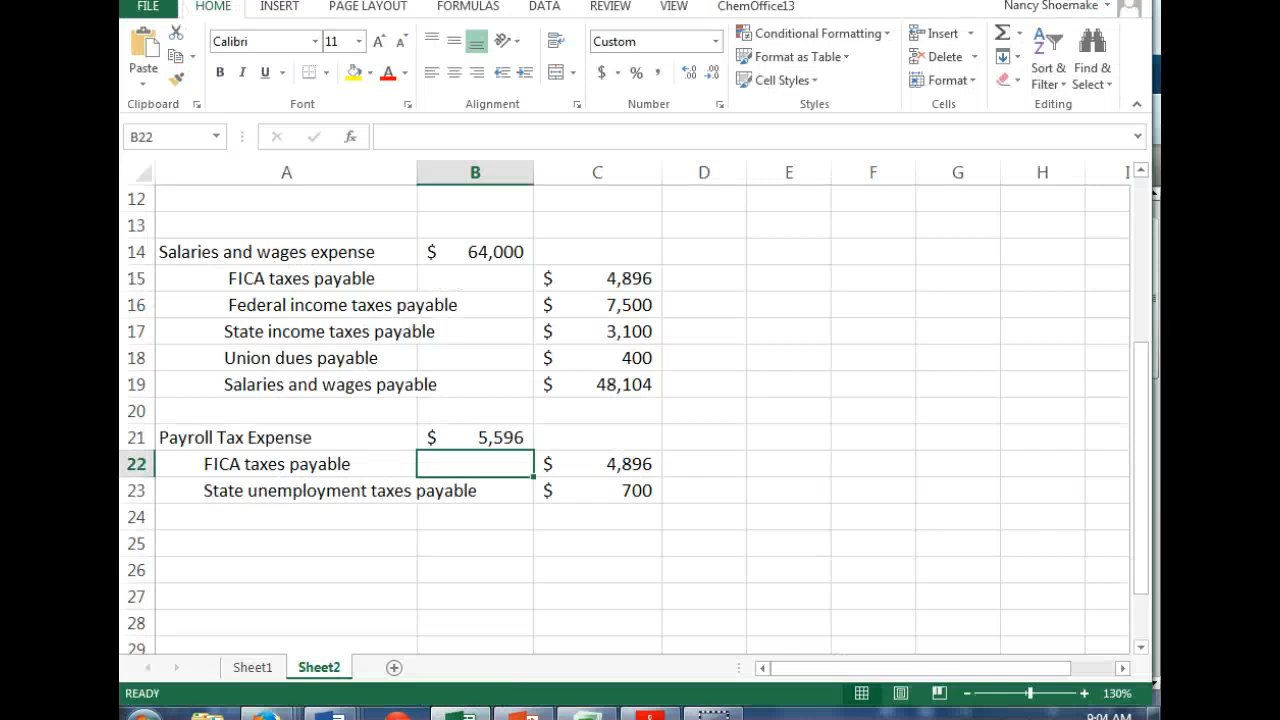 FILE HOME INSERT PAGE LAYOUT FORMULAS DATA REVIEW VIEW ChemOffice13 Nancy Shoemake
Calibri 11 Custom Conditional Formatting Insert
Paste Format as Table Delete Sort & Find &
B I U $ % , Cell Styles Format Filter Select
Clipboard Font Alignment Number Styles Cells Editing
B22 fx
A B C D E F G H I
12
13
14 Salaries and wages expense $ 64,000
15 FICA taxes payable $ 4,896
16 Federal income taxes payable $ 7,500
17 State income taxes payable $ 3,100
18 Union dues payable $ 400
19 Salaries and wages payable $ 48,104
20
21 Payroll Tax Expense $ 5,596
22 FICA taxes payable $ 4,896
23 State unemployment taxes payable $ 700
24
25
26
27
28
29
Sheet1 Sheet2
READY 130%
9:04 AM